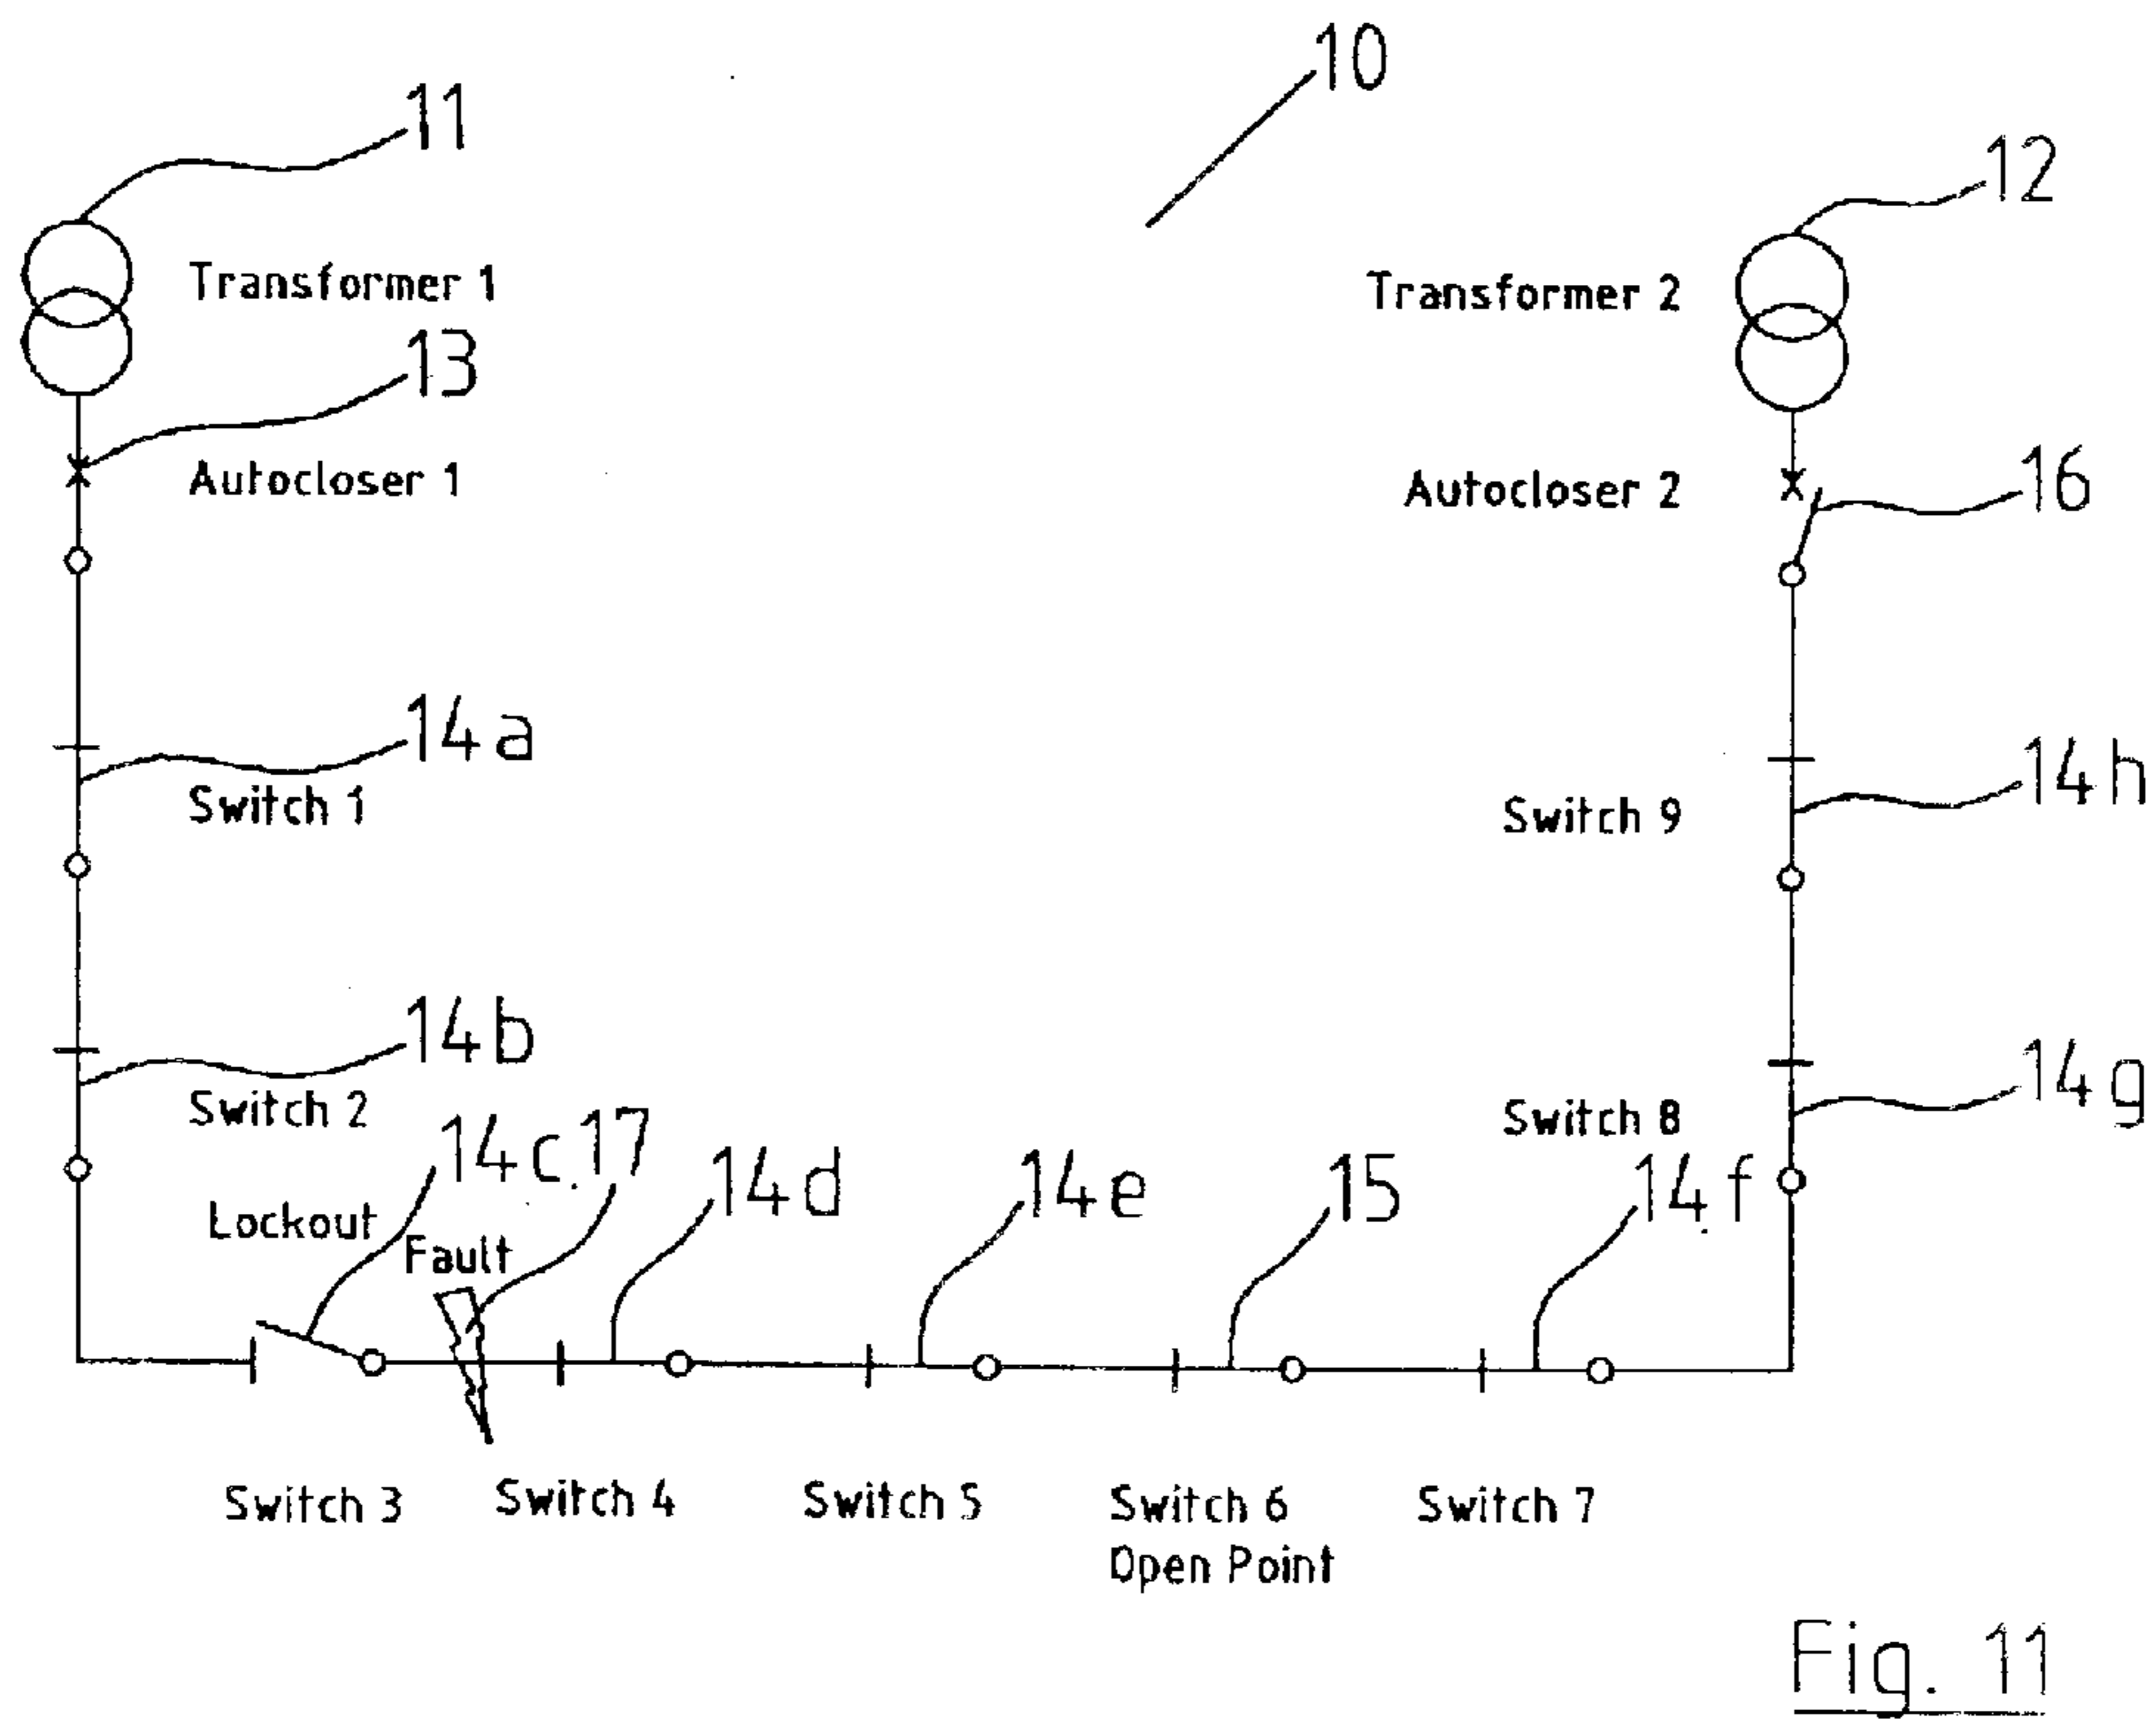 10
11
12
Transformer 1
Transformer 2
13
Autocloser 1
Autocloser 2
16
14a
Switch 1
14h
Switch 9
14b
Switch 2
14g
Switch 8
14c
17
14d
14e
15
14f
Lockout
Fault
Switch 3
Switch 4
Switch 5
Switch 6
Open Point
Switch 7
Fig. 11